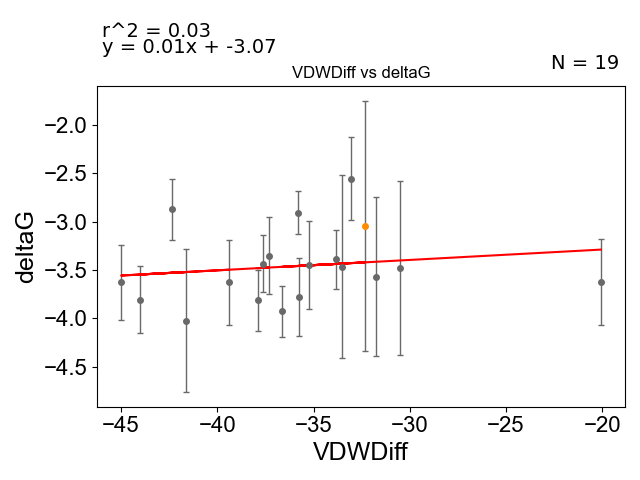 r^2 = 0.03
y = 0.01x + -3.07
N = 19
VDWDiff vs deltaG
deltaG
−2.0
−2.5
−3.0
−3.5
−4.0
−4.5
−45 −40 −35 −30 −25 −20
VDWDiff